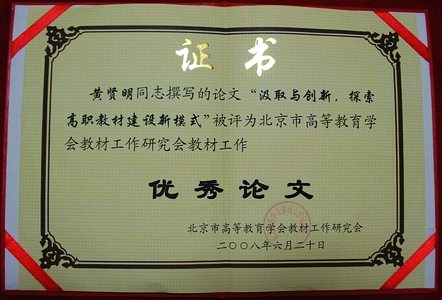 证书
黄贤明同志撰写的论文“汲取与创新,探索
高职教材建设新模式”被评为北京市高等教育学
会教材工作研究会教材工作
优秀论文
北京市高等教育学会教材工作研究会
二〇〇八年六月二十日